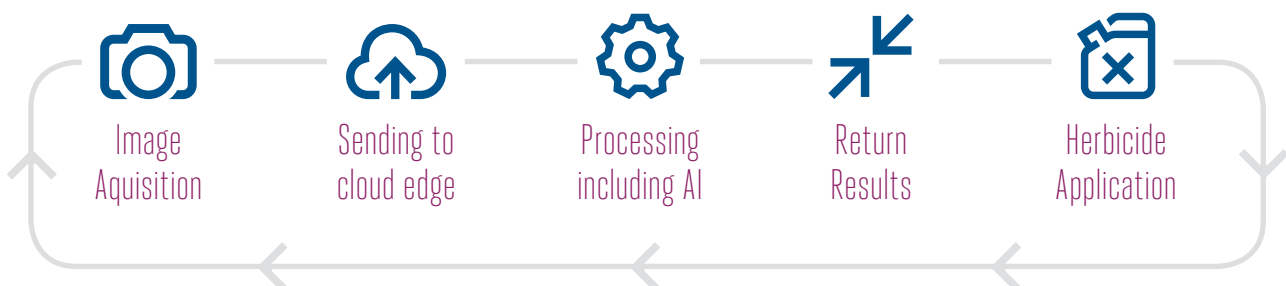 Image
Aquisition
Sending to
cloud edge
Processing
including AI
Return
Results
Herbicide
Application